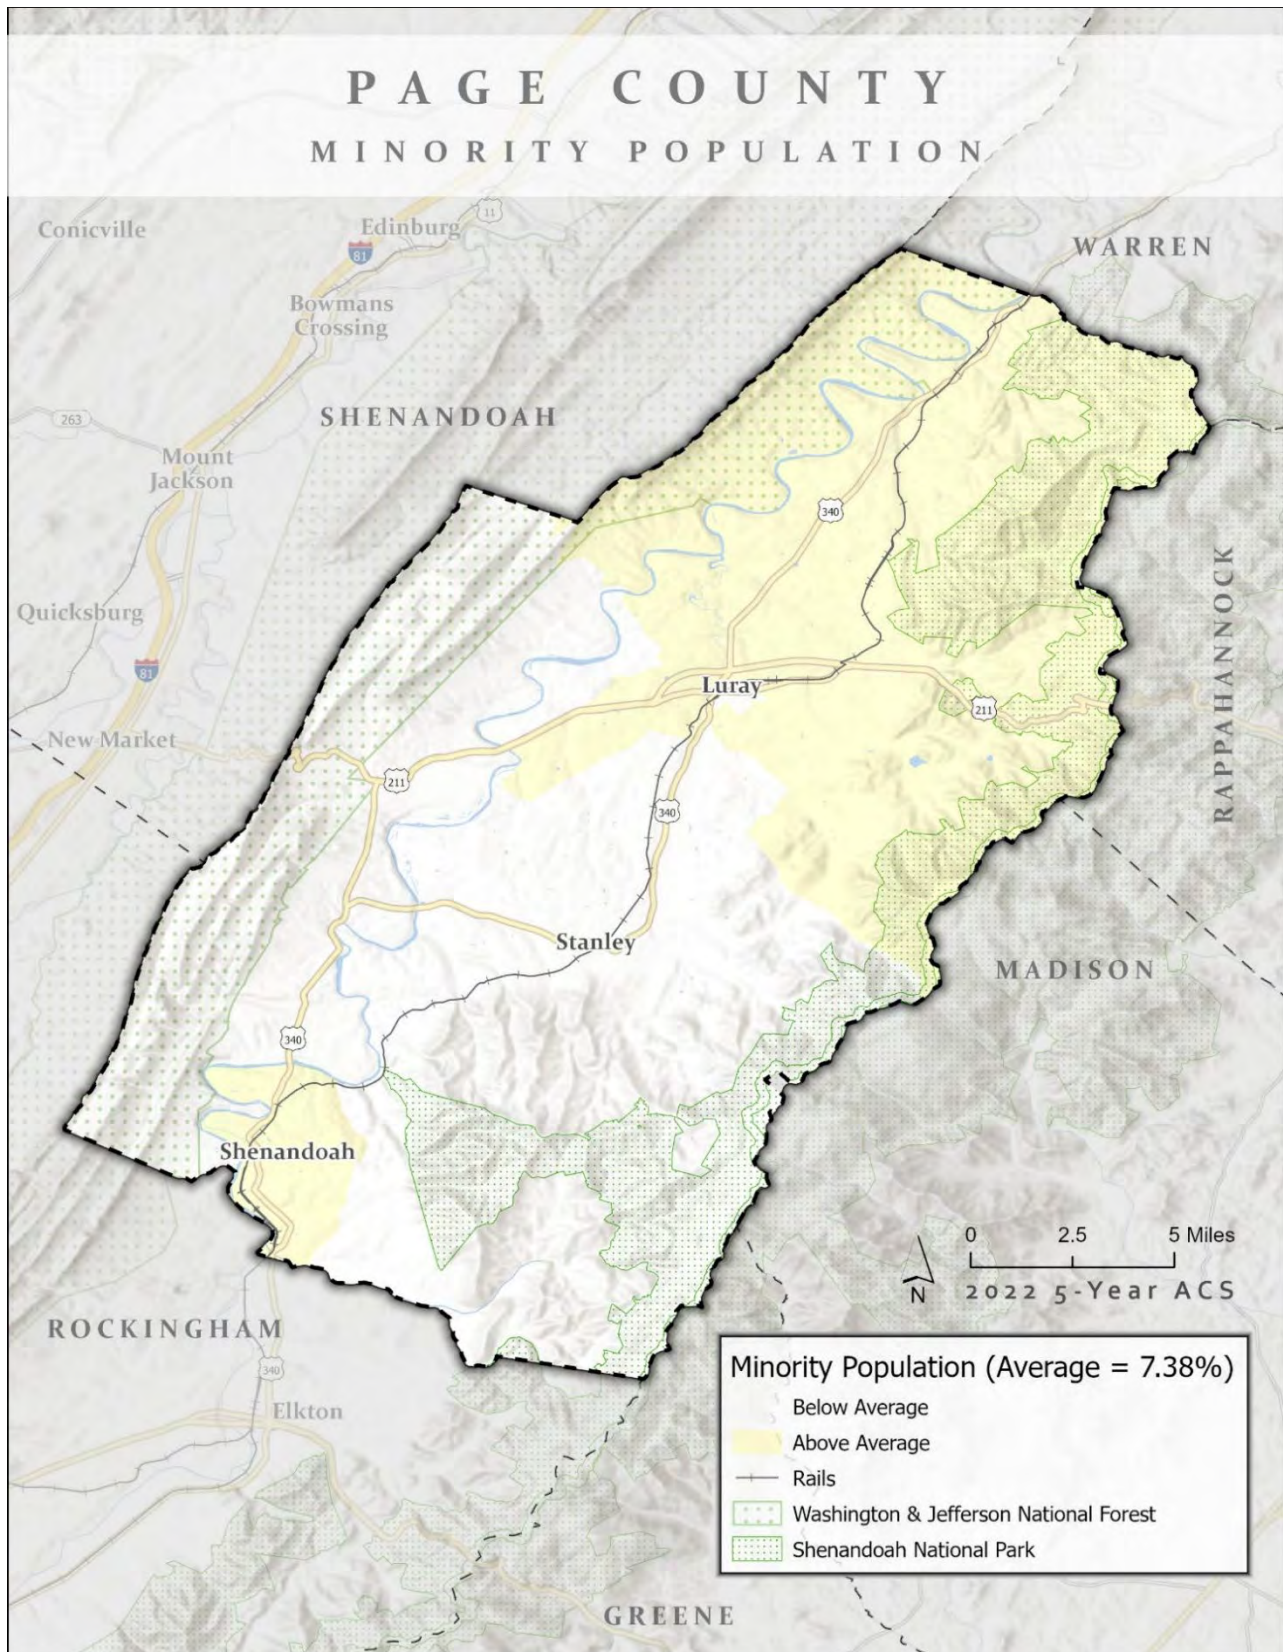 PAGE COUNTY
MINORITY POPULATION
11
Conicville
Edinburg
81
WARREN
Bowmans
Crossing
SHENANDOAH
263
Mount
Jackson
340
RAPPAHANNOCK
Quicksburg
81
Luray
211
New Market
211
340
Stanley
MADISON
340
Shenandoah
0 2.5 5 Miles
N
2022 5-Year ACS
ROCKINGHAM
340
Elkton
Minority Population (Average = 7.38%)
Below Average
Above Average
Rails
Washington & Jefferson National Forest
Shenandoah National Park
GREENE